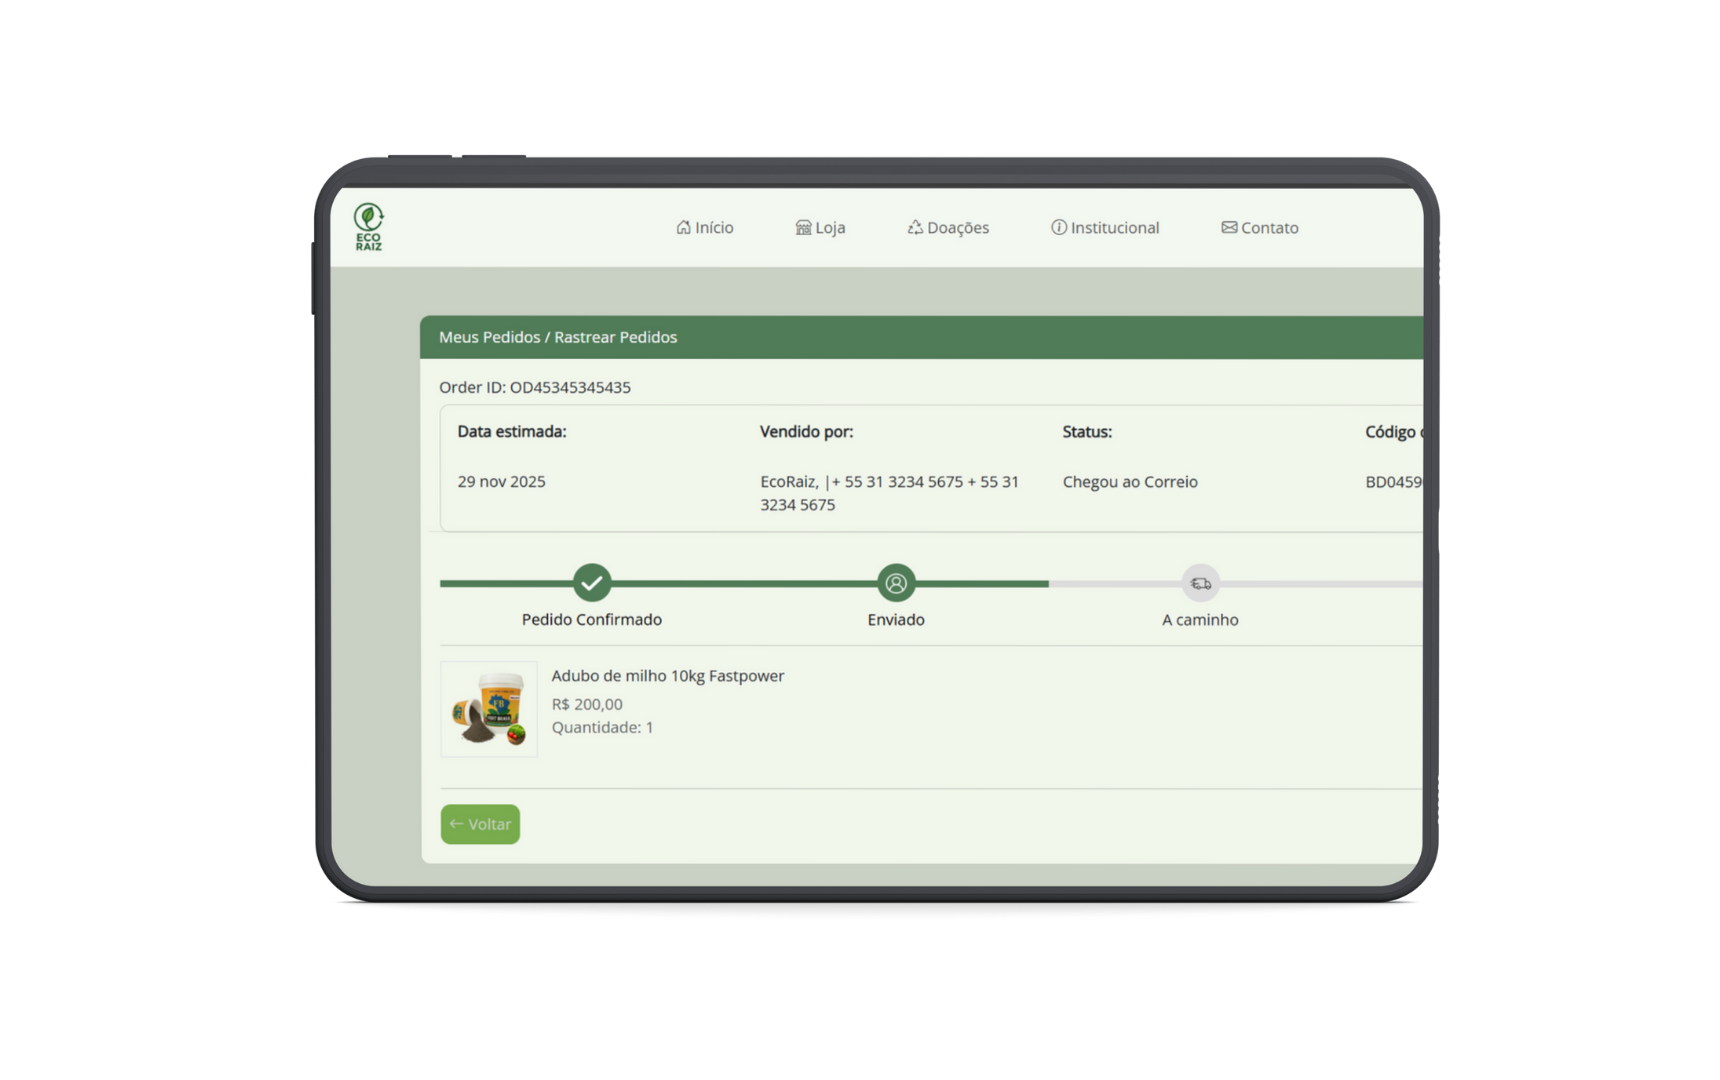 ECO
RAIZ
Início
Loja
Doações
Institucional
Contato
Meus Pedidos / Rastrear Pedidos
Order ID: OD45345345435
Data estimada:
Vendido por:
Status:
Código
29 nov 2025
EcoRaiz, |+ 55 31 3234 5675 + 55 31
3234 5675
Chegou ao Correio
BD0459
Pedido Confirmado
Enviado
A caminho
Adubo de milho 10kg Fastpower
R$ 200,00
Quantidade: 1
← Voltar